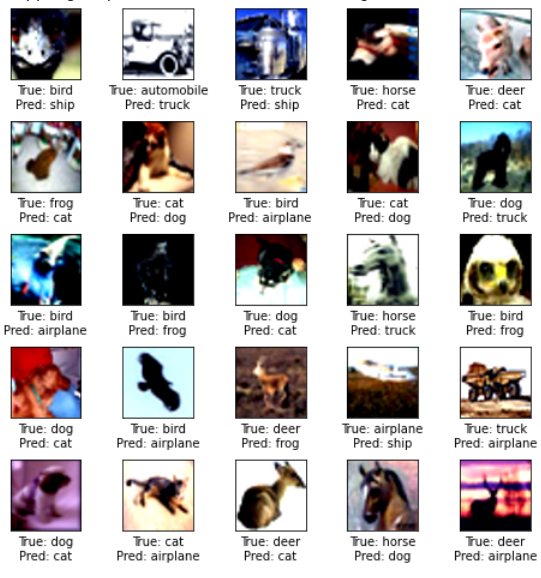 True: bird True: automobile True: truck True: horse True: deer
Pred: ship Pred: truck Pred: ship Pred: cat Pred: cat
True: frog True: cat True: bird True: cat True: dog
Pred: cat Pred: dog Pred: airplane Pred: dog Pred: truck
True: bird True: bird True: dog True: horse True: bird
Pred: airplane Pred: frog Pred: cat Pred: truck Pred: frog
True: dog True: bird True: deer True: airplane True: truck
Pred: cat Pred: airplane Pred: frog Pred: ship Pred: airplane
True: dog True: cat True: deer True: horse True: deer
Pred: cat Pred: airplane Pred: cat Pred: dog Pred: airplane